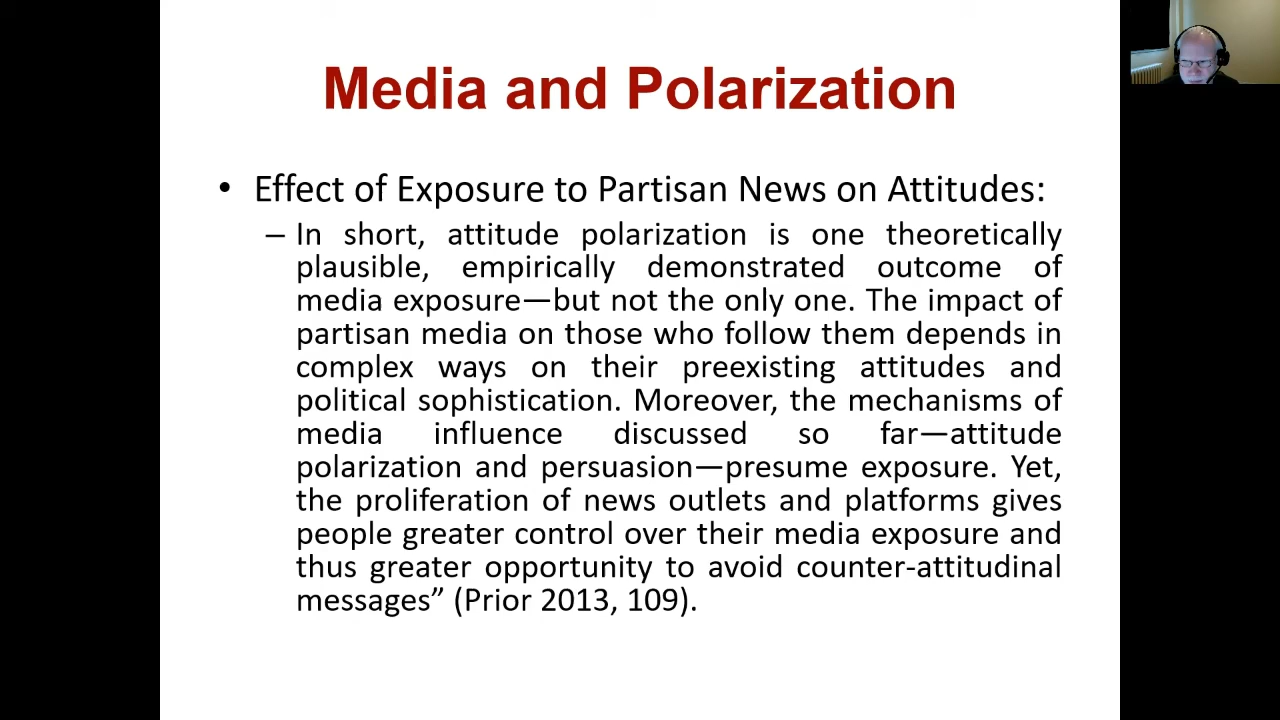 Media and Polarization
• Effect of Exposure to Partisan News on Attitudes:
– In short, attitude polarization is one theoretically
plausible, empirically demonstrated outcome of
media exposure—but not the only one. The impact of
partisan media on those who follow them depends in
complex ways on their preexisting attitudes and
political sophistication. Moreover, the mechanisms of
media influence discussed so far—attitude
polarization and persuasion—presume exposure. Yet,
the proliferation of news outlets and platforms gives
people greater control over their media exposure and
thus greater opportunity to avoid counter-attitudinal
messages” (Prior 2013, 109).